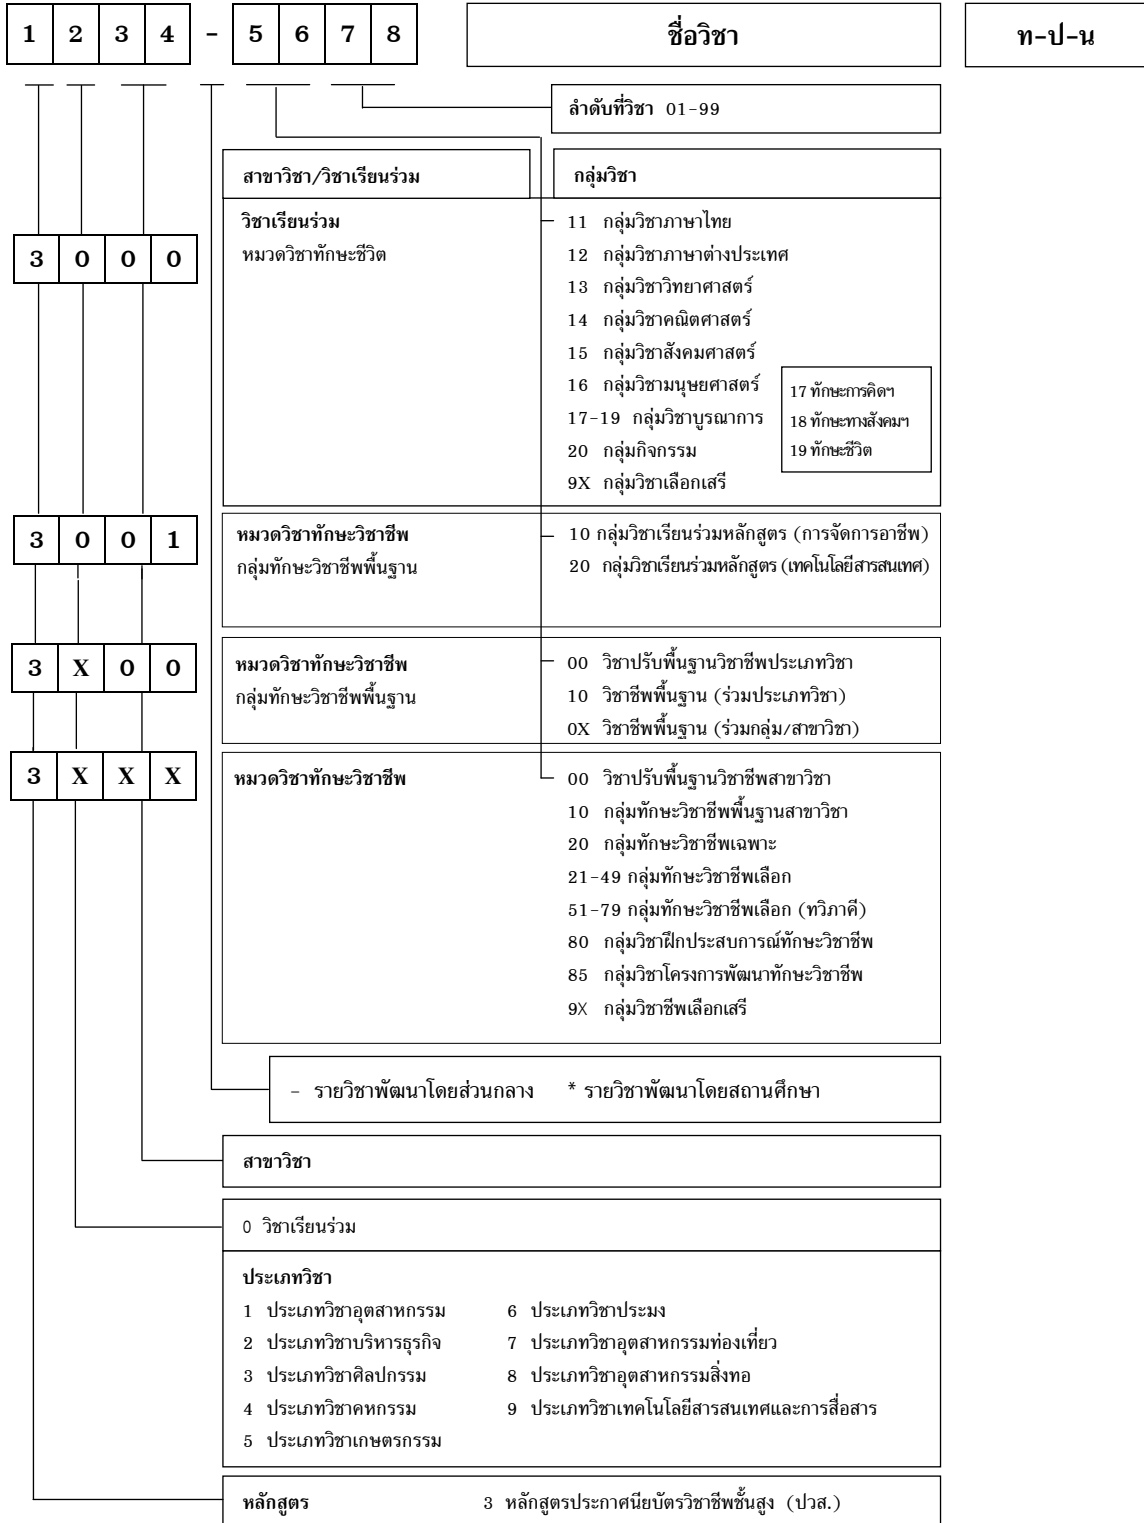 1 2 3 4 - 5 6 7 8 ชื่อวิชา ท-ป-น
ลำดับที่วิชา 01-99
สาขาวิชา/วิชาเรียนร่วม กลุ่มวิชา
วิชาเรียนร่วม
หมวดวิชาทักษะชีวิต
3 0 0 0
11 กลุ่มวิชาภาษาไทย
12 กลุ่มวิชาภาษาต่างประเทศ
13 กลุ่มวิชาวิทยาศาสตร์
14 กลุ่มวิชาคณิตศาสตร์
15 กลุ่มวิชาสังคมศาสตร์
16 กลุ่มวิชามนุษยศาสตร์
17-19 กลุ่มวิชาบูรณาการ
20 กลุ่มกิจกรรม
9X กลุ่มวิชาเลือกเสรี
17 ทักษะการคิดฯ
18 ทักษะทางสังคมฯ
19 ทักษะชีวิต
3 0 0 1
หมวดวิชาทักษะวิชาชีพ
กลุ่มทักษะวิชาชีพพื้นฐาน
10 กลุ่มวิชาเรียนร่วมหลักสูตร (การจัดการอาชีพ)
20 กลุ่มวิชาเรียนร่วมหลักสูตร (เทคโนโลยีสารสนเทศ)
3 X 0 0
หมวดวิชาทักษะวิชาชีพ
กลุ่มทักษะวิชาชีพพื้นฐาน
00 วิชาปรับพื้นฐานวิชาชีพประเภทวิชา
10 วิชาชีพพื้นฐาน (ร่วมประเภทวิชา)
0X วิชาชีพพื้นฐาน (ร่วมกลุ่ม/สาขาวิชา)
3 X X X
หมวดวิชาทักษะวิชาชีพ
00 วิชาปรับพื้นฐานวิชาชีพสาขาวิชา
10 กลุ่มทักษะวิชาชีพพื้นฐานสาขาวิชา
20 กลุ่มทักษะวิชาชีพเฉพาะ
21-49 กลุ่มทักษะวิชาชีพเลือก
51-79 กลุ่มทักษะวิชาชีพเลือก (ทวิภาคี)
80 กลุ่มวิชาฝึกประสบการณ์ทักษะวิชาชีพ
85 กลุ่มวิชาโครงการพัฒนาทักษะวิชาชีพ
9X กลุ่มวิชาชีพเลือกเสรี
- รายวิชาพัฒนาโดยส่วนกลาง * รายวิชาพัฒนาโดยสถานศึกษา
สาขาวิชา
0 วิชาเรียนร่วม
ประเภทวิชา
1 ประเภทวิชาอุตสาหกรรม 6 ประเภทวิชาประมง
2 ประเภทวิชาบริหารธุรกิจ 7 ประเภทวิชาอุตสาหกรรมท่องเที่ยว
3 ประเภทวิชาศิลปกรรม 8 ประเภทวิชาอุตสาหกรรมสิ่งทอ
4 ประเภทวิชาคหกรรม 9 ประเภทวิชาเทคโนโลยีสารสนเทศและการสื่อสาร
5 ประเภทวิชาเกษตรกรรม
หลักสูตร 3 หลักสูตรประกาศนียบัตรวิชาชีพชั้นสูง (ปวส.)